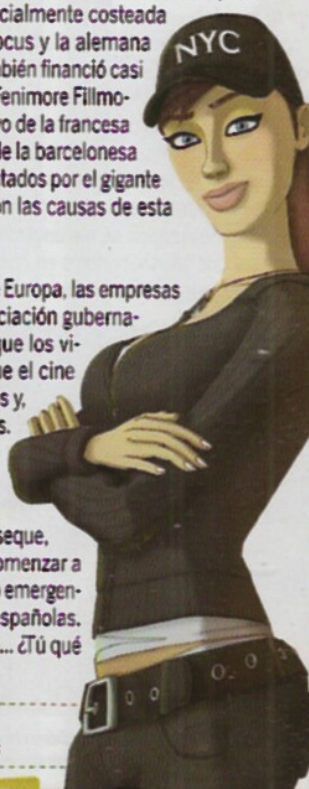 cialmente costeada
ocus y la alemana
bién financió casi
enimore Fillmo-
o de la francesa
e la barcelonesa
tados por el gigante
on las causas de esta
Europa, las empresas
ciación guberna-
que los vi-
e el cine
s y,
s.
seque,
omenzar a
emergen-
spañolas.
... ¿Tú qué
NYC